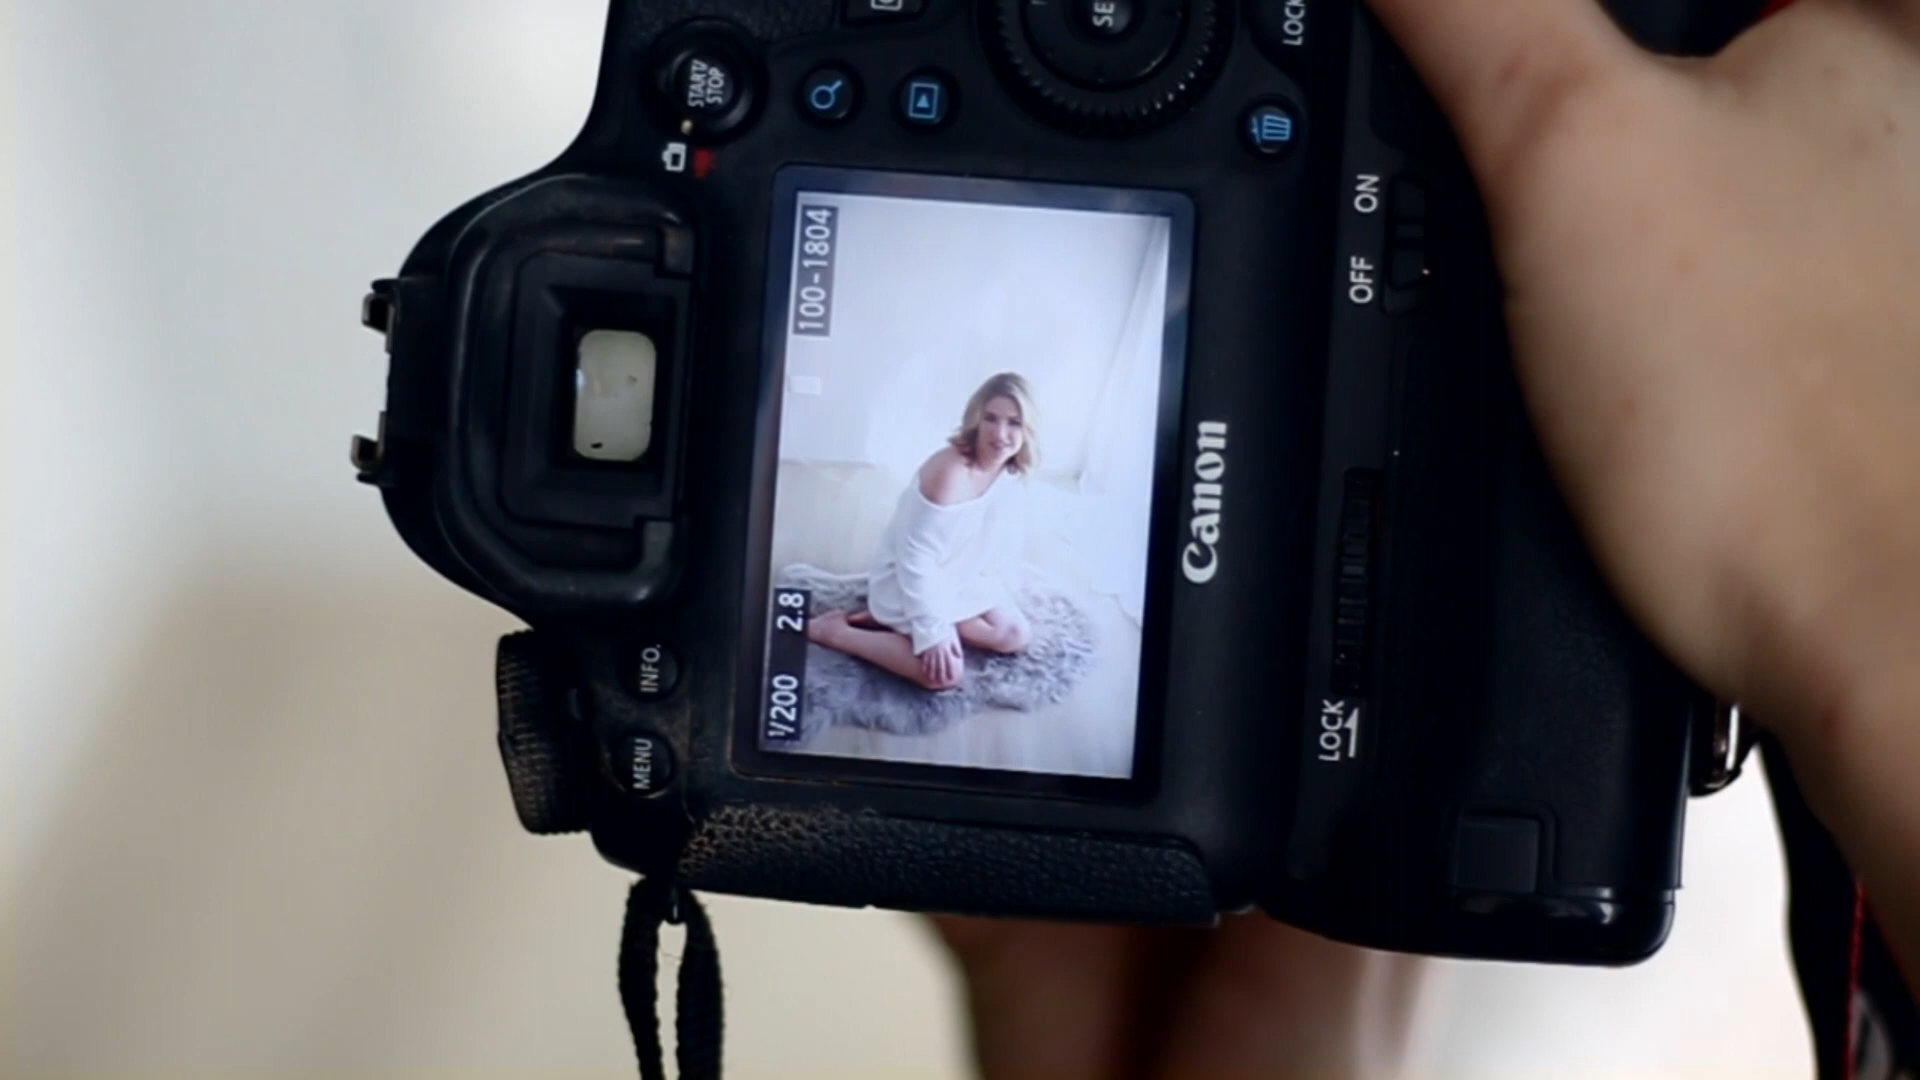 START/
STOP
SE
LOCK
ON
OFF
100-1804
2.8
1/200
Canon
INFO.
MENU
LOCK